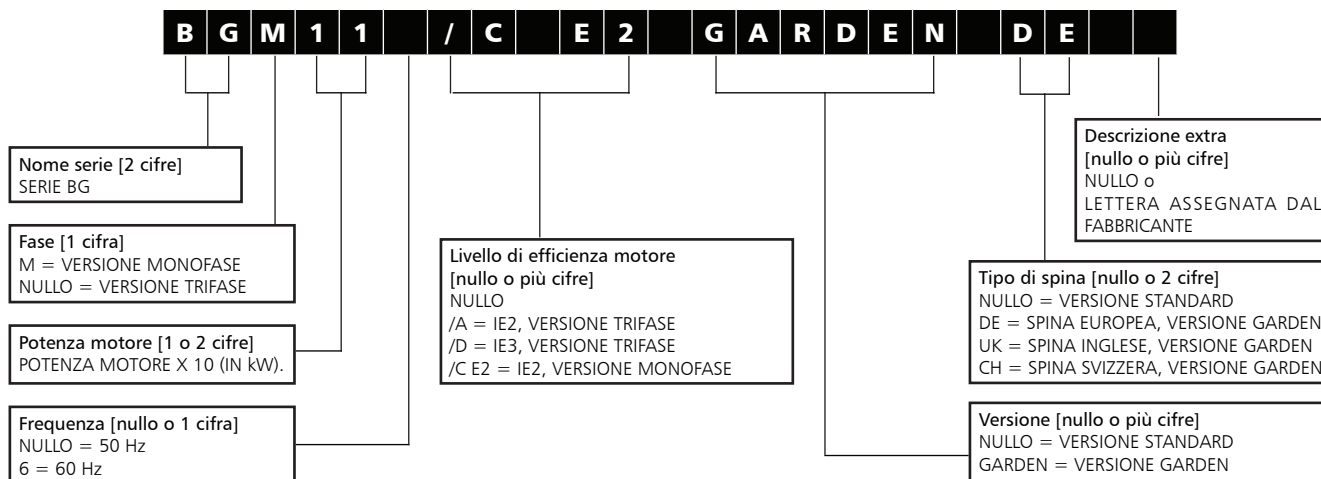 BGM11 /C E2 GARDEN DE
Nome serie [2 cifre]
SERIE BG
Fase [1 cifra]
M = VERSIONE MONOFASE
NULLO = VERSIONE TRIFASE
Potenza motore [1 o 2 cifre]
POTENZA MOTORE X 10 (IN kW).
Frequenza [nullo o 1 cifra]
NULLO = 50 Hz
6 = 60 Hz
Livello di efficienza motore
[nullo o più cifre]
NULLO
/A = IE2, VERSIONE TRIFASE
/D = IE3, VERSIONE TRIFASE
/C E2 = IE2, VERSIONE MONOFASE
Descrizione extra
[nullo o più cifre]
NULLO o
LETTERA ASSEGNATA DAL
FABBRICANTE
Tipo di spina [nullo o 2 cifre]
NULLO = VERSIONE STANDARD
DE = SPINA EUROPEA, VERSIONE GARDEN
UK = SPINA INGLESE, VERSIONE GARDEN
CH = SPINA SVIZZERA, VERSIONE GARDEN
Versione [nullo o più cifre]
NULLO = VERSIONE STANDARD
GARDEN = VERSIONE GARDEN